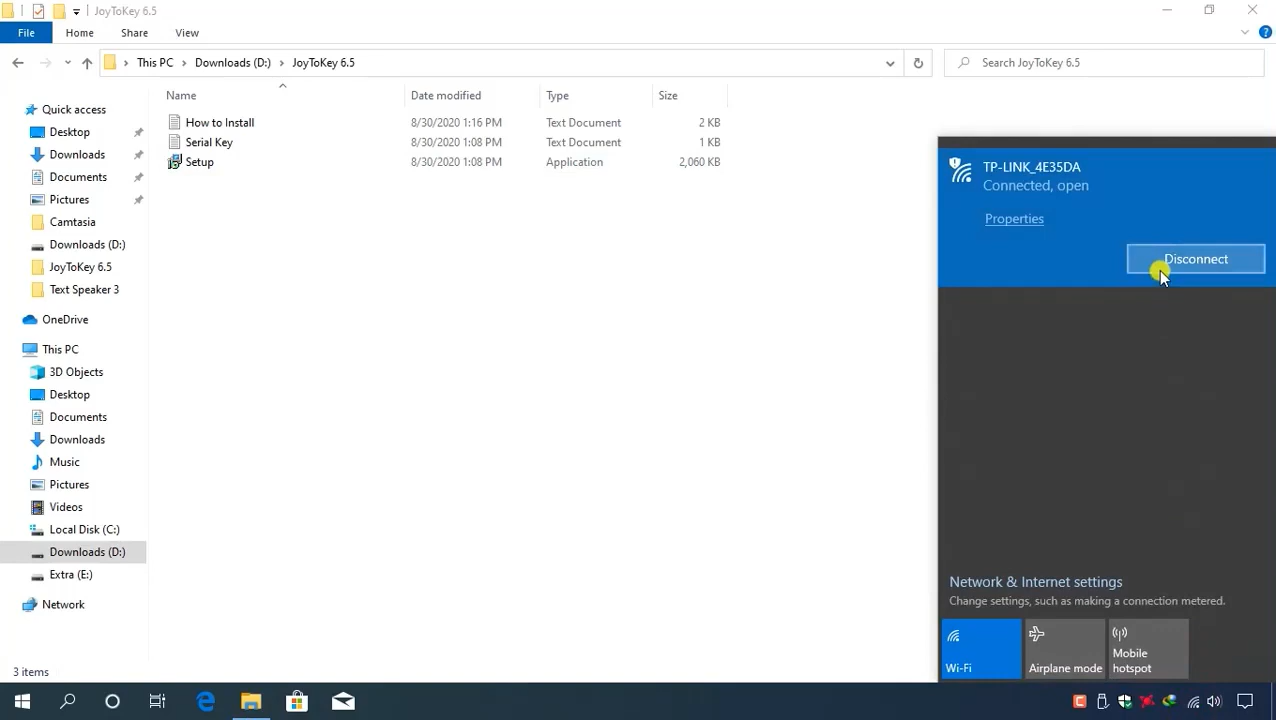 JoyToKey 6.5
File
Home
Share
View
This PC
Downloads (D:)
JoyToKey 6.5
Search JoyToKey 6.5
Name
Date modified
Type
Size
How to Install
8/30/2020 1:16 PM
Text Document
2 KB
Serial Key
8/30/2020 1:08 PM
Text Document
1 KB
Setup
8/30/2020 1:08 PM
Application
2,060 KB
Quick access
Desktop
Downloads
Documents
Pictures
Camtasia
Downloads (D:)
JoyToKey 6.5
Text Speaker 3
OneDrive
This PC
3D Objects
Desktop
Documents
Downloads
Music
Pictures
Videos
Local Disk (C:)
Downloads (D:)
Extra (E:)
Network
3 items
TP-LINK_4E35DA
Connected, open
Properties
Disconnect
Network & Internet settings
Change settings, such as making a connection metered.
Wi-Fi
Airplane mode
Mobile
hotspot